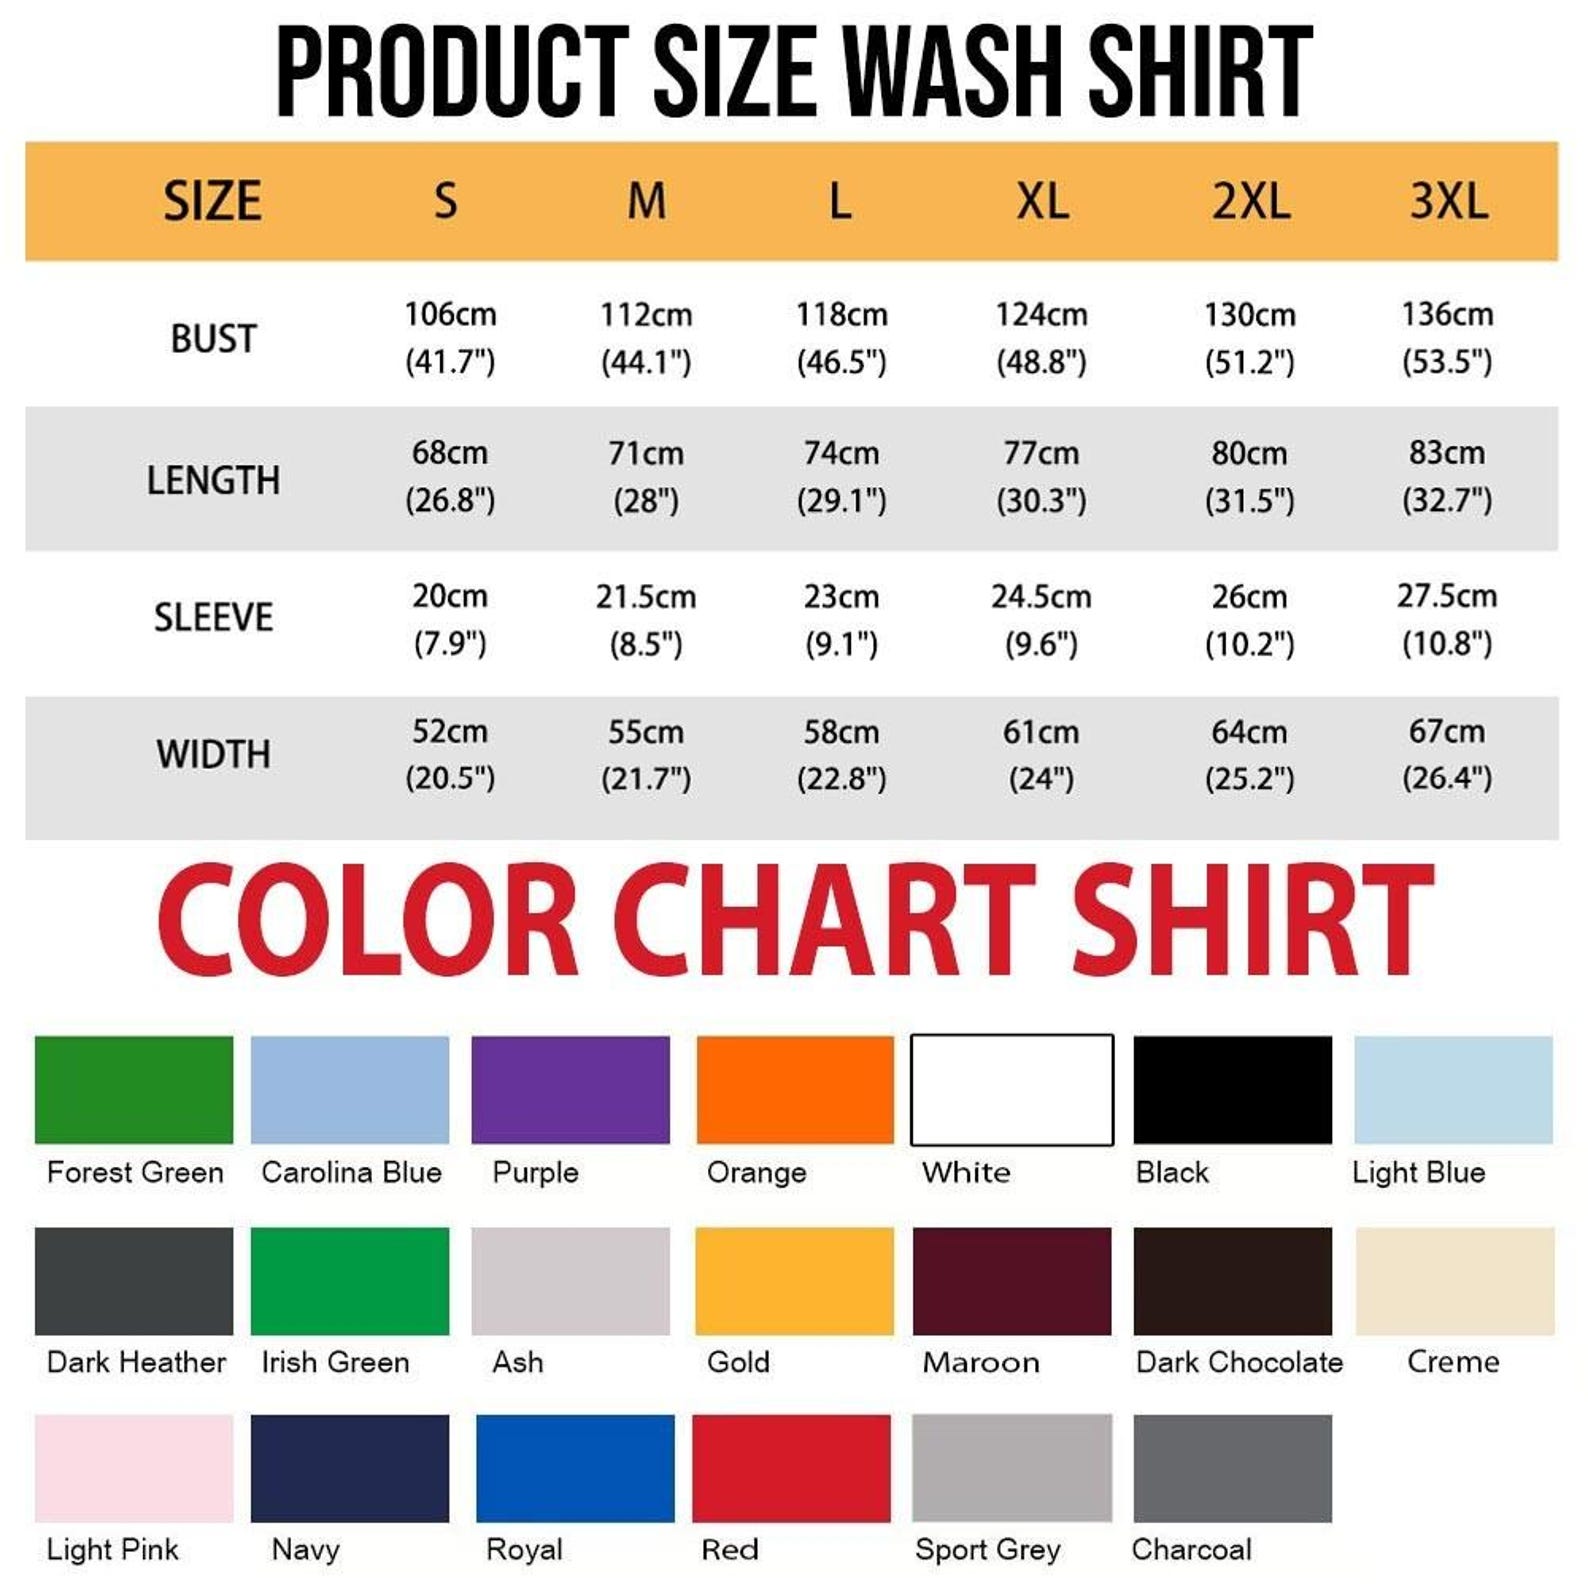 PRODUCT SIZE WASH SHIRT
SIZE S M L XL 2XL 3XL
BUST 106cm (41.7") 112cm (44.1") 118cm (46.5") 124cm (48.8") 130cm (51.2") 136cm (53.5")
LENGTH 68cm (26.8") 71cm (28") 74cm (29.1") 77cm (30.3") 80cm (31.5") 83cm (32.7")
SLEEVE 20cm (7.9") 21.5cm (8.5") 23cm (9.1") 24.5cm (9.6") 26cm (10.2") 27.5cm (10.8")
WIDTH 52cm (20.5") 55cm (21.7") 58cm (22.8") 61cm (24") 64cm (25.2") 67cm (26.4")
COLOR CHART SHIRT
Forest Green Carolina Blue Purple Orange White Black Light Blue
Dark Heather Irish Green Ash Gold Maroon Dark Chocolate Creme
Light Pink Navy Royal Red Sport Grey Charcoal